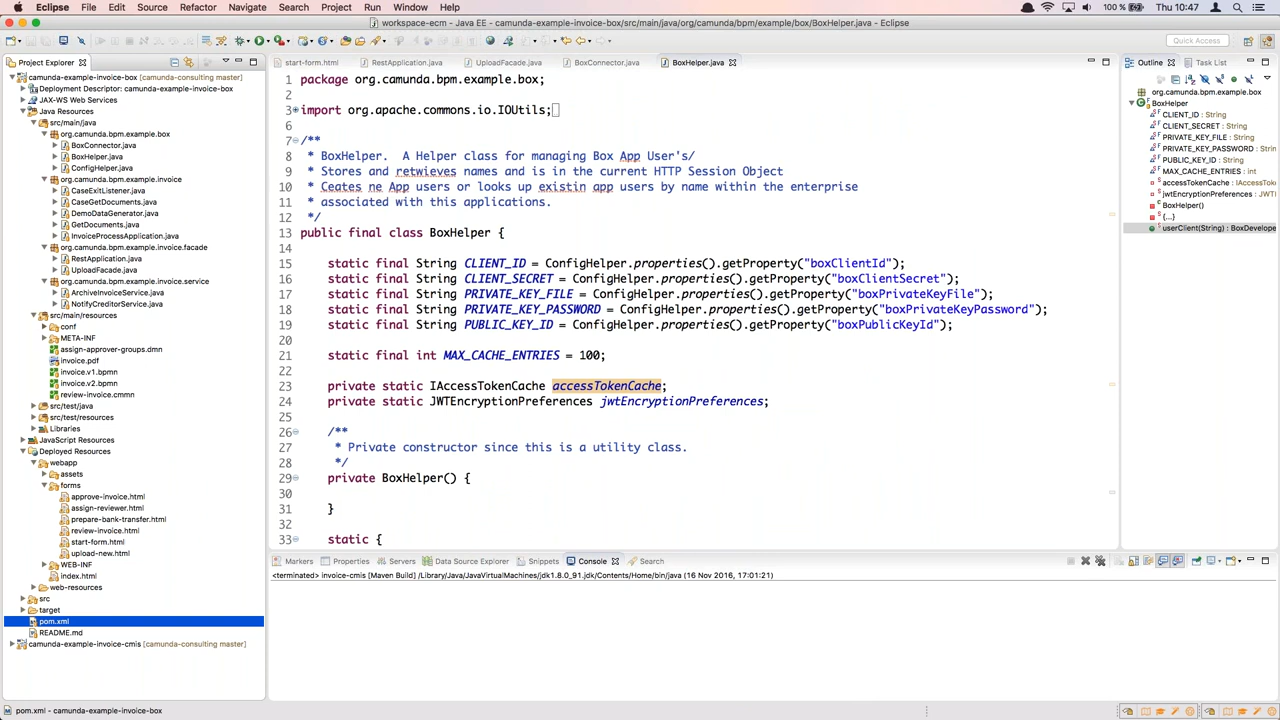 Eclipse File Edit Source Refactor Navigate Search Project Run Window Help 100 % Thu 10:47
workspace-ecm - Java EE - camunda-example-invoice-box/src/main/java/org/camunda/bpm/example/box/BoxHelper.java - Eclipse
Quick Access
Project Explorer
camunda-example-invoice-box [camunda-consulting master]
Deployment Descriptor: camunda-example-invoice-box
JAX-WS Web Services
Java Resources
src/main/java
org.camunda.bpm.example.box
BoxConnector.java
BoxHelper.java
ConfigHelper.java
org.camunda.bpm.example.invoice
CaseExitListener.java
CaseGetDocuments.java
DemoDataGenerator.java
GetDocuments.java
InvoiceProcessApplication.java
org.camunda.bpm.example.invoice.facade
RestApplication.java
UploadFacade.java
org.camunda.bpm.example.invoice.service
ArchiveInvoiceService.java
NotifyCreditorService.java
src/main/resources
conf
META-INF
assign-approver-groups.dmn
invoice.pdf
invoice.v1.bpmn
invoice.v2.bpmn
review-invoice.cmmn
src/test/java
src/test/resources
Libraries
JavaScript Resources
Deployed Resources
webapp
assets
forms
approve-invoice.html
assign-reviewer.html
prepare-bank-transfer.html
review-invoice.html
start-form.html
upload-new.html
WEB-INF
index.html
web-resources
src
target
pom.xml
README.md
camunda-example-invoice-cmis [camunda-consulting master]
start-form.html RestApplication.java UploadFacade.java BoxConnector.java BoxHelper.java
1 package org.camunda.bpm.example.box;
2
3 import org.apache.commons.io.IOUtils;
6
7 /**
8 * BoxHelper. A Helper class for managing Box App User's/
9 * Stores and retwieves names and is in the current HTTP Session Object
10 * Ceates ne App users or looks up existin app users by name within the enterprise
11 * associated with this applications.
12 */
13 public final class BoxHelper {
14
15 static final String CLIENT_ID = ConfigHelper.properties().getProperty("boxClientId");
16 static final String CLIENT_SECRET = ConfigHelper.properties().getProperty("boxClientSecret");
17 static final String PRIVATE_KEY_FILE = ConfigHelper.properties().getProperty("boxPrivateKeyFile");
18 static final String PRIVATE_KEY_PASSWORD = ConfigHelper.properties().getProperty("boxPrivateKeyPassword");
19 static final String PUBLIC_KEY_ID = ConfigHelper.properties().getProperty("boxPublicKeyId");
20
21 static final int MAX_CACHE_ENTRIES = 100;
22
23 private static IAccessTokenCache accessTokenCache;
24 private static JWTEncryptionPreferences jwtEncryptionPreferences;
25
26 /**
27 * Private constructor since this is a utility class.
28 */
29 private BoxHelper() {
30
31 }
32
33 static {
Outline Task List
org.camunda.bpm.example.box
BoxHelper
CLIENT_ID : String
CLIENT_SECRET : String
PRIVATE_KEY_FILE : String
PRIVATE_KEY_PASSWORD : String
PUBLIC_KEY_ID : String
MAX_CACHE_ENTRIES : int
accessTokenCache : IAccessToke
jwtEncryptionPreferences : JWTE
BoxHelper()
{...}
userClient(String) : BoxDevelope
Markers Properties Servers Data Source Explorer Snippets Console Search
<terminated> invoice-cmis [Maven Build] /Library/Java/JavaVirtualMachines/jdk1.8.0_91.jdk/Contents/Home/bin/java (16 Nov 2016, 17:01:21)
pom.xml - camunda-example-invoice-box